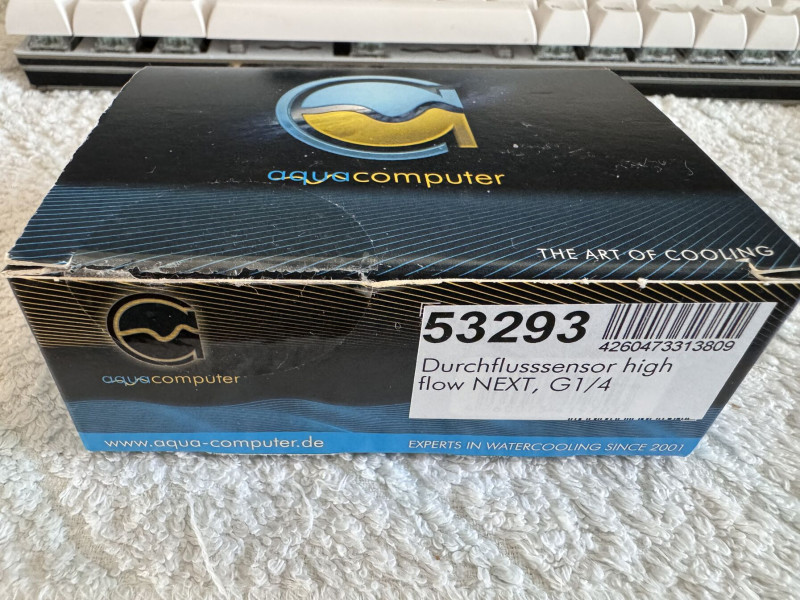 aquacomputer
THE ART OF COOLING
aquacomputer
53293
4260473313809
Durchflusssensor high
flow NEXT, G1/4
www.aqua-computer.de
EXPERTS IN WATERCOOLING SINCE 2001